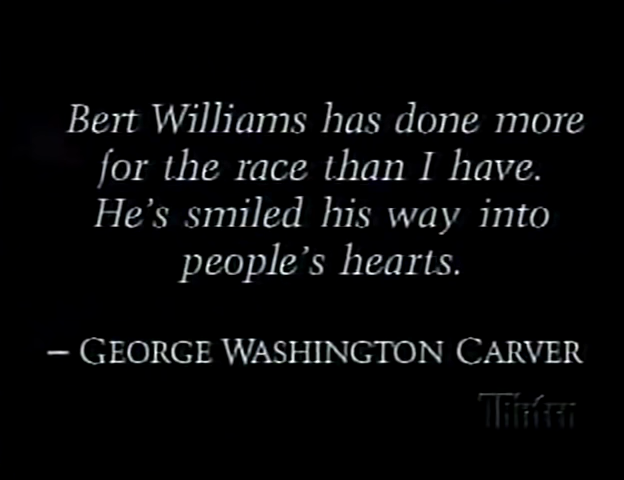 Bert Williams has done more
for the race than I have.
He's smiled his way into
people's hearts.
– GEORGE WASHINGTON CARVER